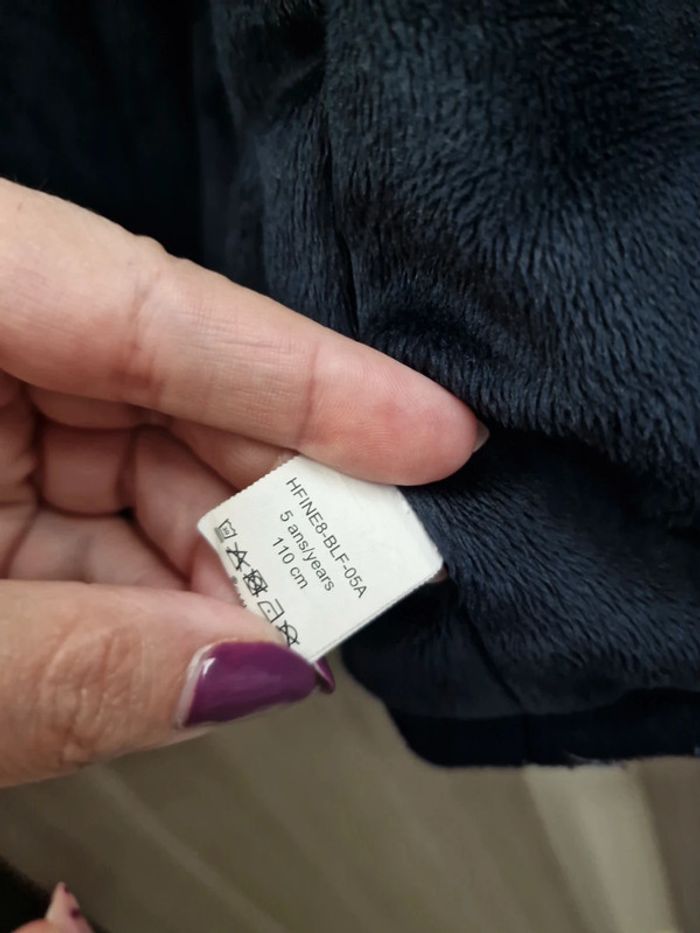 HFINE8-BLF-05A
5 ans/years
110 cm